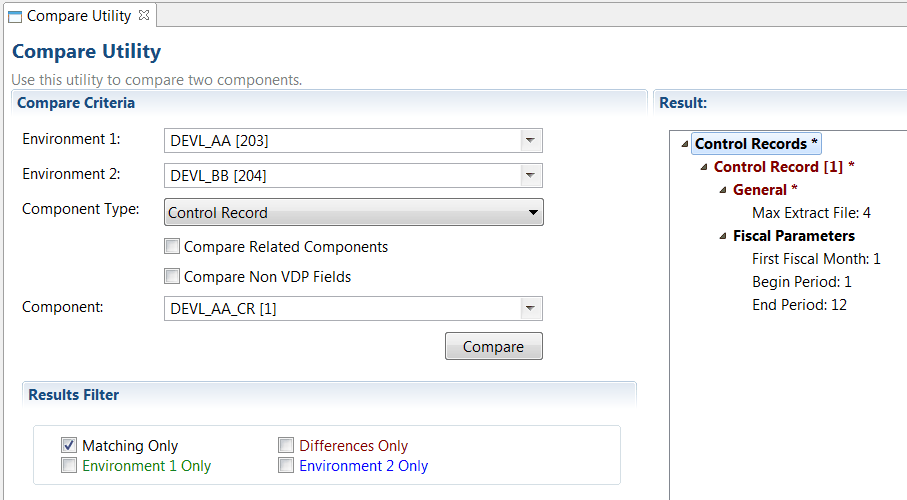 Compare Utility
Compare Utility
Use this utility to compare two components.
Compare Criteria
Environment 1: DEVL_AA [203]
Environment 2: DEVL_BB [204]
Component Type: Control Record
Compare Related Components
Compare Non VDP Fields
Component: DEVL_AA_CR [1]
Compare
Results Filter
Matching Only Differences Only
Environment 1 Only Environment 2 Only
Result:
Control Records *
Control Record [1] *
General *
Max Extract File: 4
Fiscal Parameters
First Fiscal Month: 1
Begin Period: 1
End Period: 12